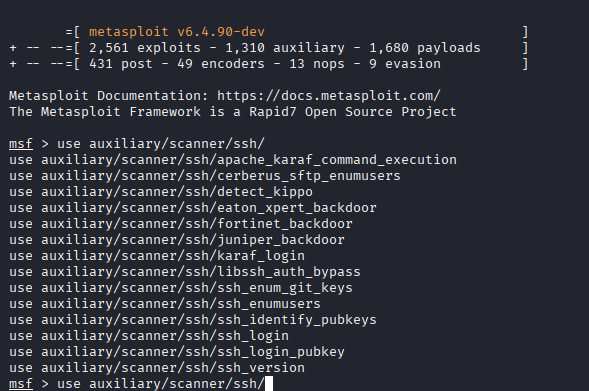 =[ metasploit v6.4.90-dev ]
+ -- --=[ 2,561 exploits - 1,310 auxiliary - 1,680 payloads ]
+ -- --=[ 431 post - 49 encoders - 13 nops - 9 evasion ]
Metasploit Documentation: https://docs.metasploit.com/
The Metasploit Framework is a Rapid7 Open Source Project
msf > use auxiliary/scanner/ssh/
use auxiliary/scanner/ssh/apache_karaf_command_execution
use auxiliary/scanner/ssh/cerberus_sftp_enumusers
use auxiliary/scanner/ssh/detect_kippo
use auxiliary/scanner/ssh/eaton_xpert_backdoor
use auxiliary/scanner/ssh/fortinet_backdoor
use auxiliary/scanner/ssh/juniper_backdoor
use auxiliary/scanner/ssh/karaf_login
use auxiliary/scanner/ssh/libssh_auth_bypass
use auxiliary/scanner/ssh/ssh_enum_git_keys
use auxiliary/scanner/ssh/ssh_enumusers
use auxiliary/scanner/ssh/ssh_identify_pubkeys
use auxiliary/scanner/ssh/ssh_login
use auxiliary/scanner/ssh/ssh_login_pubkey
use auxiliary/scanner/ssh/ssh_version
msf > use auxiliary/scanner/ssh/